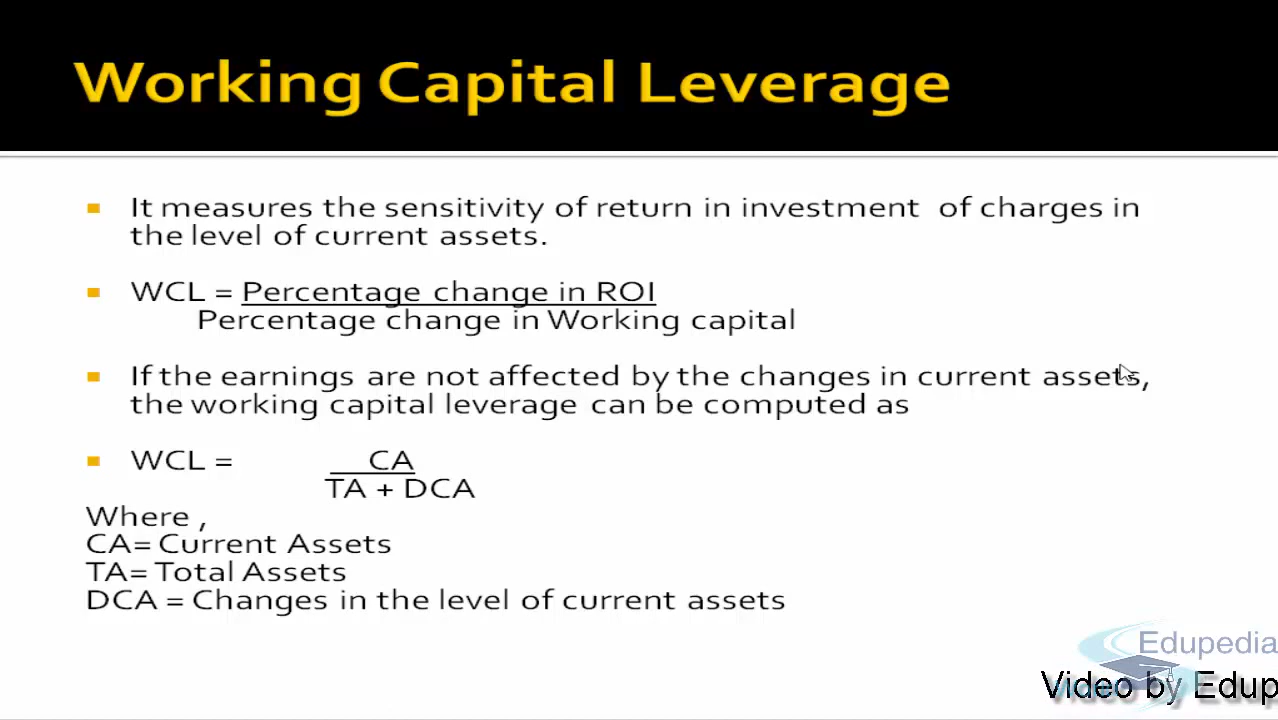 Working Capital Leverage
It measures the sensitivity of return in investment of charges in
the level of current assets.
WCL = Percentage change in ROI
Percentage change in Working capital
If the earnings are not affected by the changes in current assets,
the working capital leverage can be computed as
WCL = CA
TA + DCA
Where ,
CA= Current Assets
TA= Total Assets
DCA = Changes in the level of current assets
Edupedia
Video by Edup